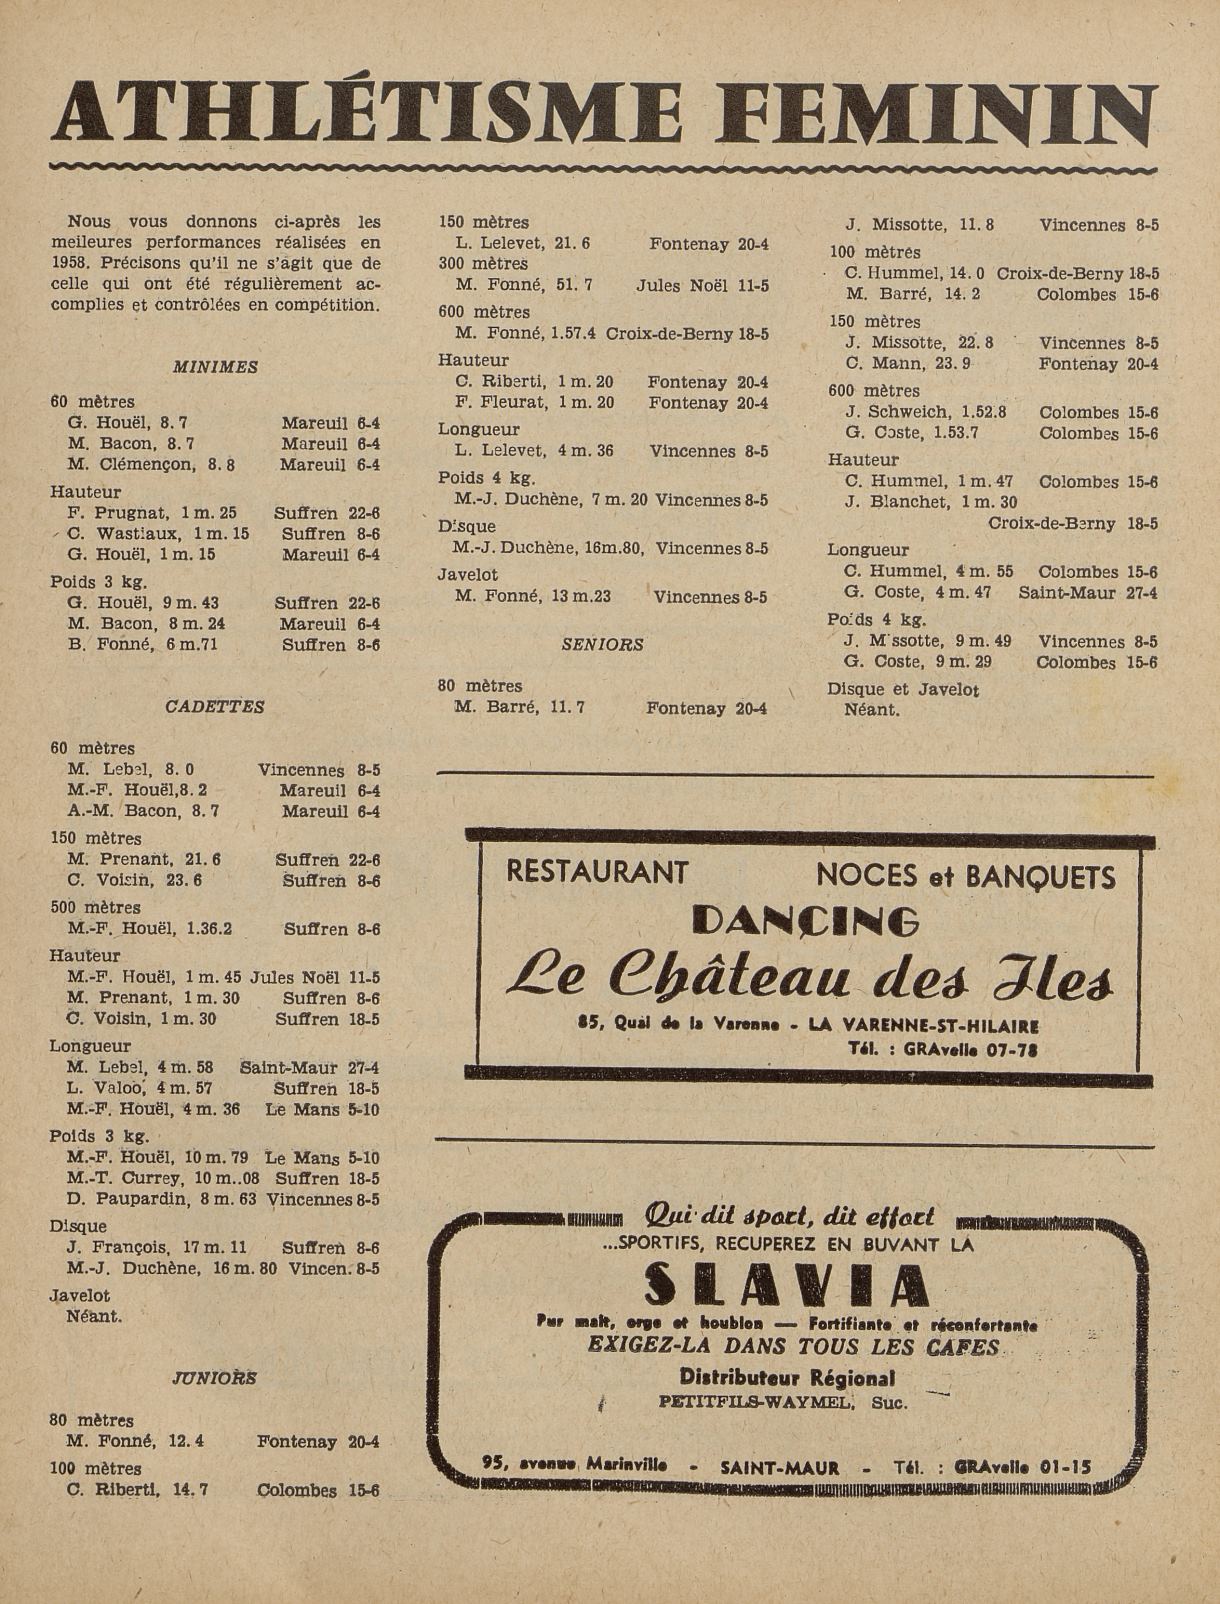 ATHLÉTISME FEMININ
Nous vous donnons ci-après les
meileures performances réalisées en
1958. Précisons qu'il ne s'agit que de
celle qui ont été régulièrement ac-
complies et contrôlées en compétition.
MINIMES
60 mètres
G. Houël, 8.7 Mareuil 6-4
M. Bacon, 8.7 Mareuil 6-4
M. Clémençon, 8.8 Mareuil 6-4
Hauteur
F. Prugnat, 1 m. 25 Suffren 22-6
C. Wastiaux, 1 m. 15 Suffren 8-6
G. Houël, 1 m. 15 Mareuil 6-4
Poids 3 kg.
G. Houël, 9 m. 43 Suffren 22-6
M. Bacon, 8 m. 24 Mareuil 6-4
B. Fonné, 6 m.71 Suffren 8-6
CADETTES
60 mètres
M. Lebel, 8.0 Vincennes 8-5
M.-F. Houël,8.2 Mareuil 6-4
A.-M. Bacon, 8.7 Mareuil 6-4
150 mètres
M. Prenant, 21.6 Suffren 22-6
C. Voisin, 23.6 Suffren 8-6
500 mètres
M.-F. Houël, 1.36.2 Suffren 8-6
Hauteur
M.-F. Houël, 1 m. 45 Jules Noël 11-5
M. Prenant, 1 m. 30 Suffren 8-6
C. Voisin, 1 m. 30 Suffren 18-5
Longueur
M. Lebel, 4 m. 58 Saint-Maur 27-4
L. Valoo, 4 m. 57 Suffren 18-5
M.-F. Houël, 4 m. 36 Le Mans 5-10
Poids 3 kg.
M.-F. Houël, 10 m. 79 Le Mans 5-10
M.-T. Currey, 10 m..08 Suffren 18-5
D. Paupardin, 8 m. 63 Vincennes 8-5
Disque
J. François, 17 m. 11 Suffren 8-6
M.-J. Duchène, 16 m. 80 Vincen. 8-5
Javelot
Néant.
JUNIORS
80 mètres
M. Fonné, 12.4 Fontenay 20-4
100 mètres
C. Riberti, 14.7 Colombes 15-6
150 mètres
L. Lelevet, 21.6 Fontenay 20-4
300 mètres
M. Fonné, 51.7 Jules Noël 11-5
600 mètres
M. Fonné, 1.57.4 Croix-de-Berny 18-5
Hauteur
C. Riberti, 1 m. 20 Fontenay 20-4
F. Fleurat, 1 m. 20 Fontenay 20-4
Longueur
L. Lelevet, 4 m. 36 Vincennes 8-5
Poids 4 kg.
M.-J. Duchène, 7 m. 20 Vincennes 8-5
Disque
M.-J. Duchène, 16m.80, Vincennes 8-5
Javelot
M. Fonné, 13 m.23 Vincennes 8-5
SENIORS
80 mètres
M. Barré, 11.7 Fontenay 20-4
J. Missotte, 11.8 Vincennes 8-5
100 mètres
C. Hummel, 14.0 Croix-de-Berny 18-5
M. Barré, 14.2 Colombes 15-6
150 mètres
J. Missotte, 22.8 Vincennes 8-5
C. Mann, 23.9 Fontenay 20-4
600 mètres
J. Schweich, 1.52.8 Colombes 15-6
G. Coste, 1.53.7 Colombes 15-6
Hauteur
C. Hummel, 1 m. 47 Colombes 15-6
J. Blanchet, 1 m. 30
Croix-de-Berny 18-5
Longueur
C. Hummel, 4 m. 55 Colombes 15-6
G. Coste, 4 m. 47 Saint-Maur 27-4
Poids 4 kg.
J. Missotte, 9 m. 49 Vincennes 8-5
G. Coste, 9 m. 29 Colombes 15-6
Disque et Javelot
Néant.
RESTAURANT NOCES et BANQUETS
DANCING
Le Château des Iles
85, Quai de la Varenne - LA VARENNE-ST-HILAIRE
Tél. : GRAvelle 07-78
Qui dit sport, dit effort
...SPORTIFS, RECUPEREZ EN BUVANT LA
SLAVIA
Pur malt, orge et houblon — Fortifiante et réconfortante
EXIGEZ-LA DANS TOUS LES CAFES
Distributeur Régional
PETITFILS-WAYMEL, Suc.
95, avenue Marinville - SAINT-MAUR - Tél. : GRAvelle 01-15